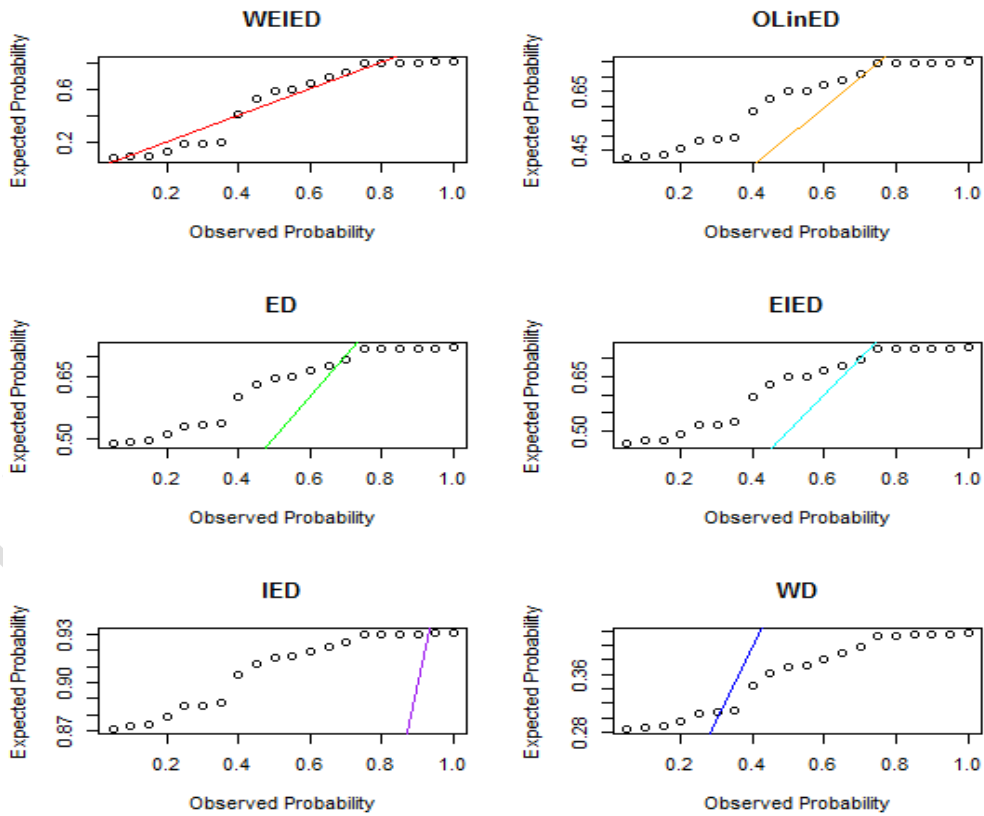 WEIED
Expected Probability
0.6
0.2
0.2 0.4 0.6 0.8 1.0
Observed Probability
OLinED
Expected Probability
0.65
0.45
0.2 0.4 0.6 0.8 1.0
Observed Probability
ED
Expected Probability
0.65
0.50
0.2 0.4 0.6 0.8 1.0
Observed Probability
EIED
Expected Probability
0.65
0.50
0.2 0.4 0.6 0.8 1.0
Observed Probability
IED
Expected Probability
0.93
0.90
0.87
0.2 0.4 0.6 0.8 1.0
Observed Probability
WD
Expected Probability
0.36
0.28
0.2 0.4 0.6 0.8 1.0
Observed Probability